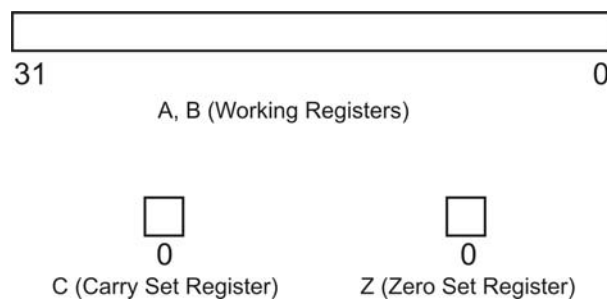 31 0
A, B (Working Registers)
0 0
C (Carry Set Register) Z (Zero Set Register)